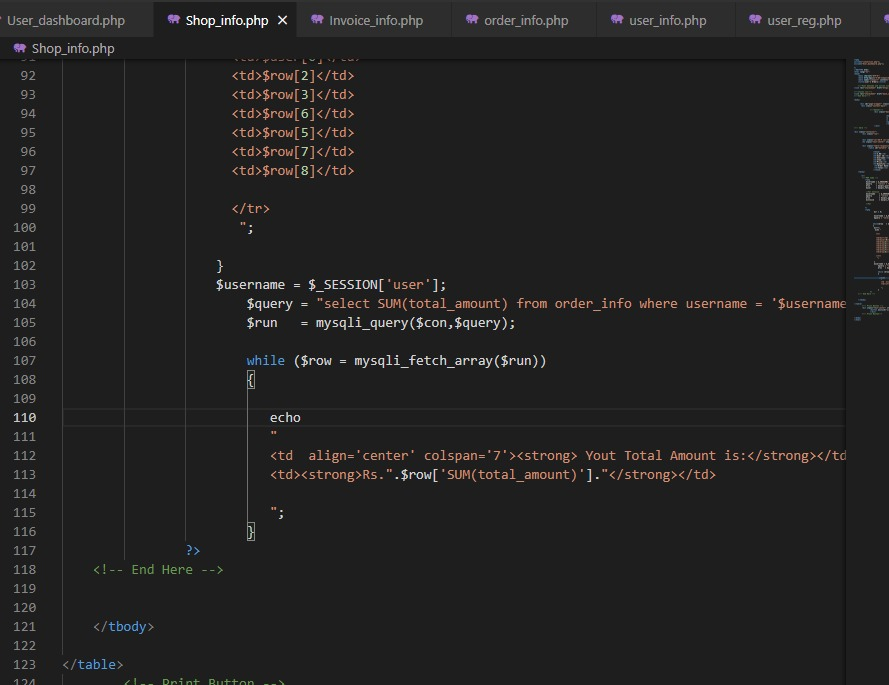 User_dashboard.php Shop_info.php × Invoice_info.php order_info.php user_info.php user_reg.php
Shop_info.php
92 <td>$row[2]</td>
93 <td>$row[3]</td>
94 <td>$row[6]</td>
95 <td>$row[5]</td>
96 <td>$row[7]</td>
97 <td>$row[8]</td>
98
99 </tr>
100 ";
101
102 }
103 $username = $_SESSION['user'];
104 $query = "select SUM(total_amount) from order_info where username = '$username
105 $run = mysqli_query($con,$query);
106
107 while ($row = mysqli_fetch_array($run))
108 {
109
110 echo
111 "
112 <td align='center' colspan='7'><strong> Yout Total Amount is:</strong></td
113 <td><strong>Rs.".$row['SUM(total_amount)']."</strong></td>
114
115 ";
116 }
117 ?>
118 <!-- End Here -->
119
120
121 </tbody>
122
123 </table>
124 <!-- Print Button -->